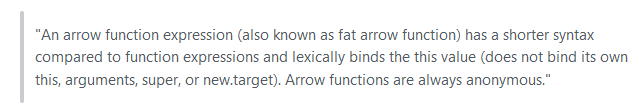 "An arrow function expression (also known as fat arrow function) has a shorter syntax
compared to function expressions and lexically binds the this value (does not bind its own
this, arguments, super, or new.target). Arrow functions are always anonymous."